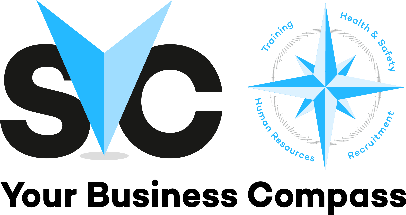 SVC
Training
Health & Safety
Human Resources
Recruitment
Your Business Compass